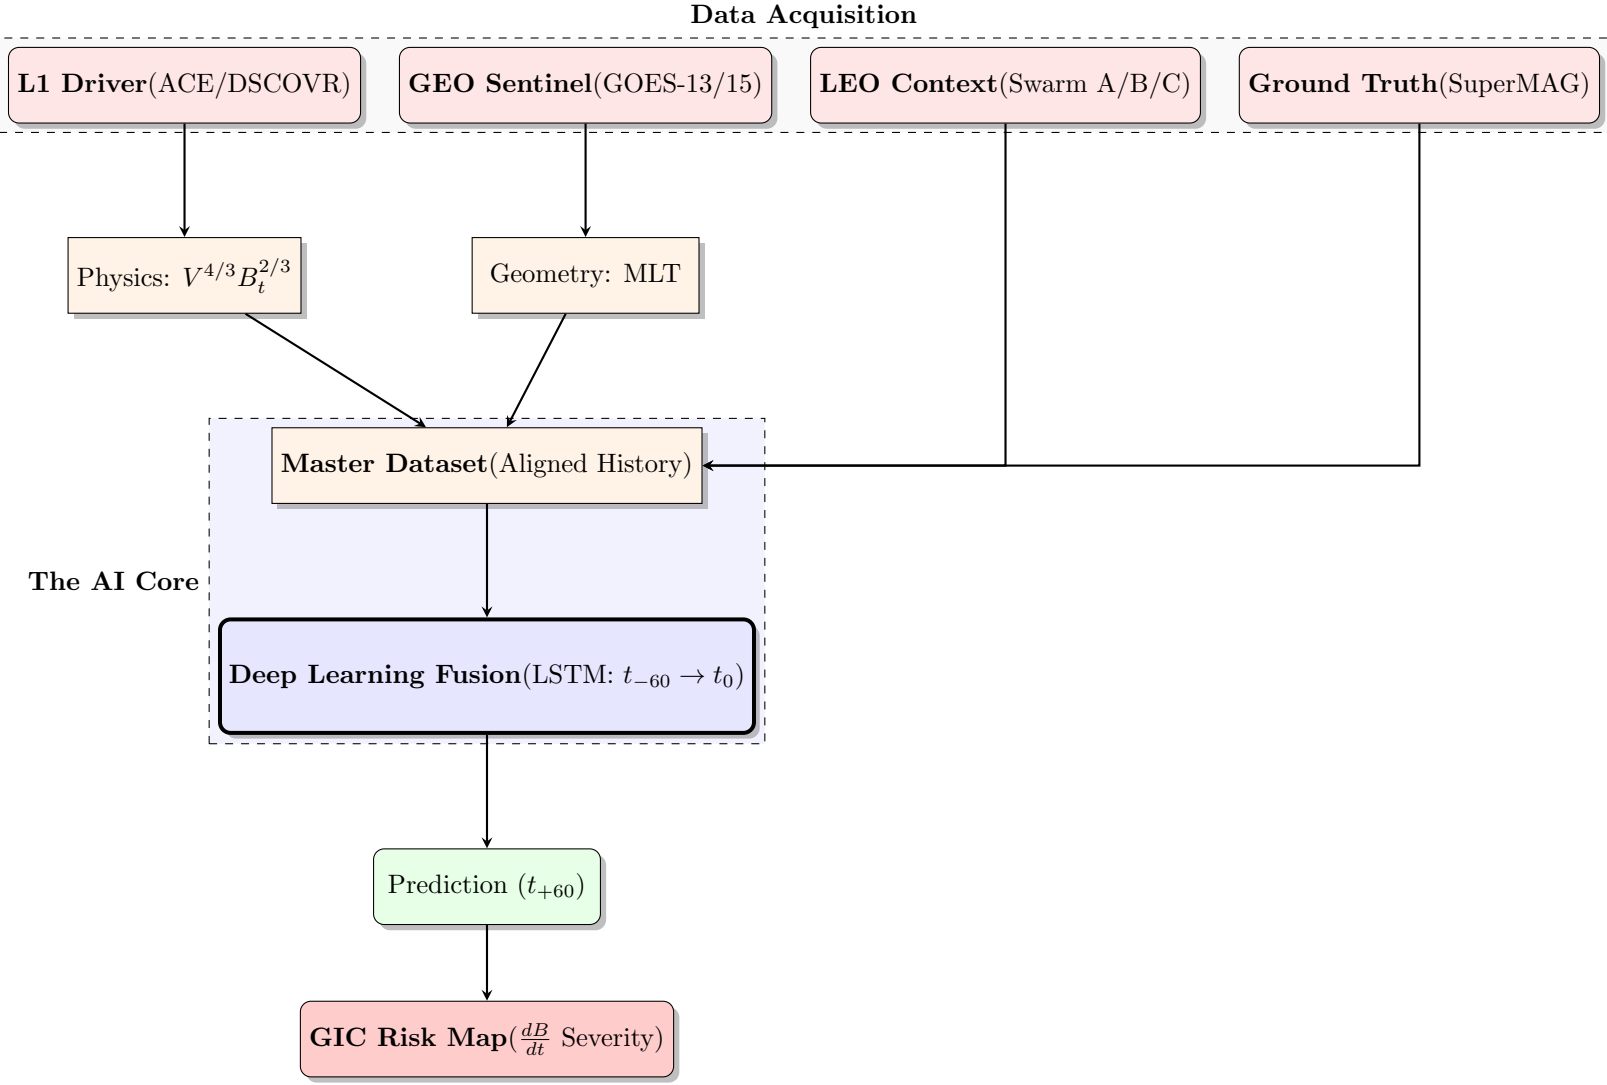 Data Acquisition
L1 Driver(ACE/DSCOVR)
GEO Sentinel(GOES-13/15)
LEO Context(Swarm A/B/C)
Ground Truth(SuperMAG)
Physics: $V^{4/3}B_t^{2/3}$
Geometry: MLT
Master Dataset(Aligned History)
The AI Core
Deep Learning Fusion(LSTM: $t_{-60} \rightarrow t_0$)
Prediction ($t_{+60}$)
GIC Risk Map($\frac{dB}{dt}$ Severity)